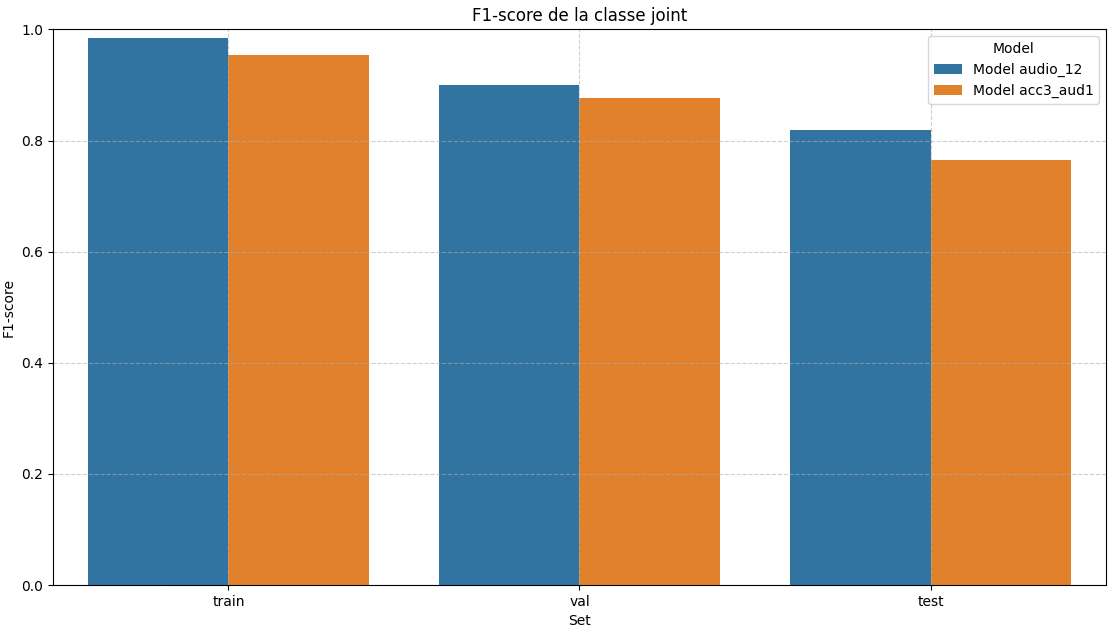 F1-score de la classe joint
Model
Model audio_12
Model acc3_aud1
F1-score
1.0
0.8
0.6
0.4
0.2
0.0
train val test
Set